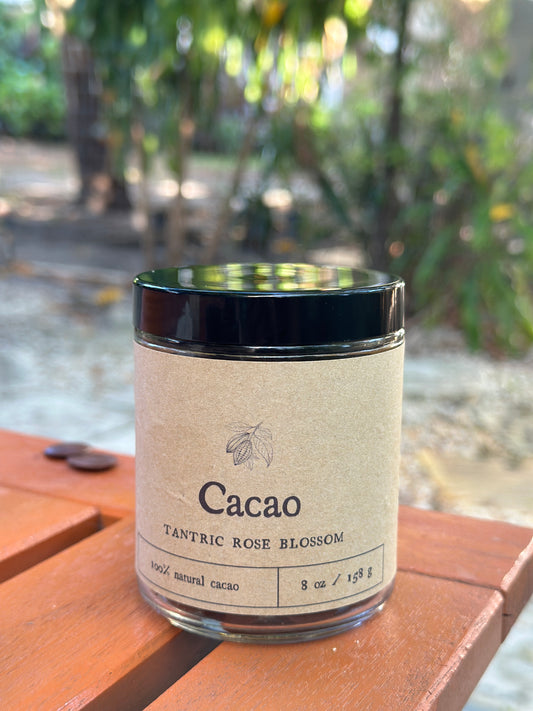 Cacao
TANTRIC ROSE BLOSSOM
100% natural cacao
8 oz / 158 g